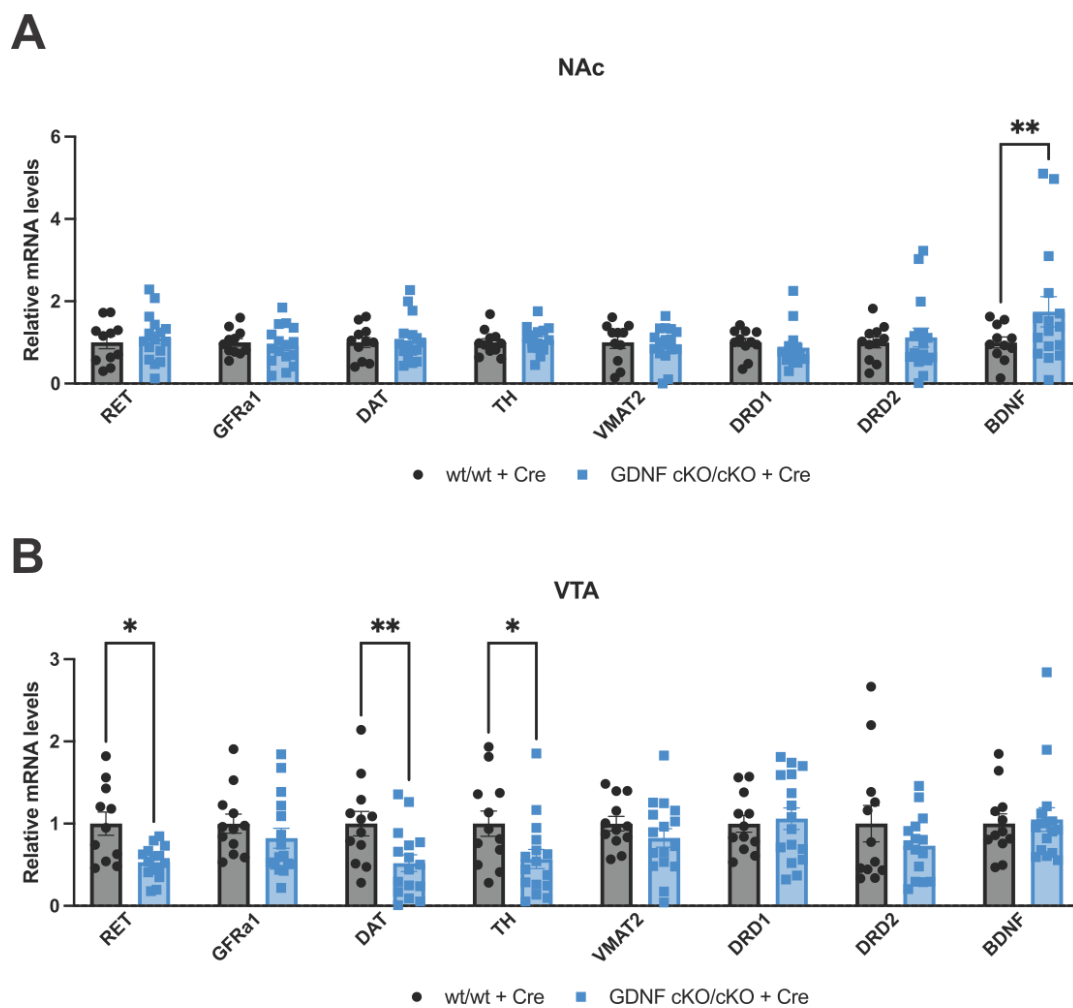 A
NAc
Relative mRNA levels
6
4
2
0
**
RET
GFRa1
DAT
TH
VMAT2
DRD1
DRD2
BDNF
wt/wt + Cre
GDNF cKO/cKO + Cre
B
VTA
Relative mRNA levels
3
2
1
0
*
**
*
RET
GFRa1
DAT
TH
VMAT2
DRD1
DRD2
BDNF
wt/wt + Cre
GDNF cKO/cKO + Cre